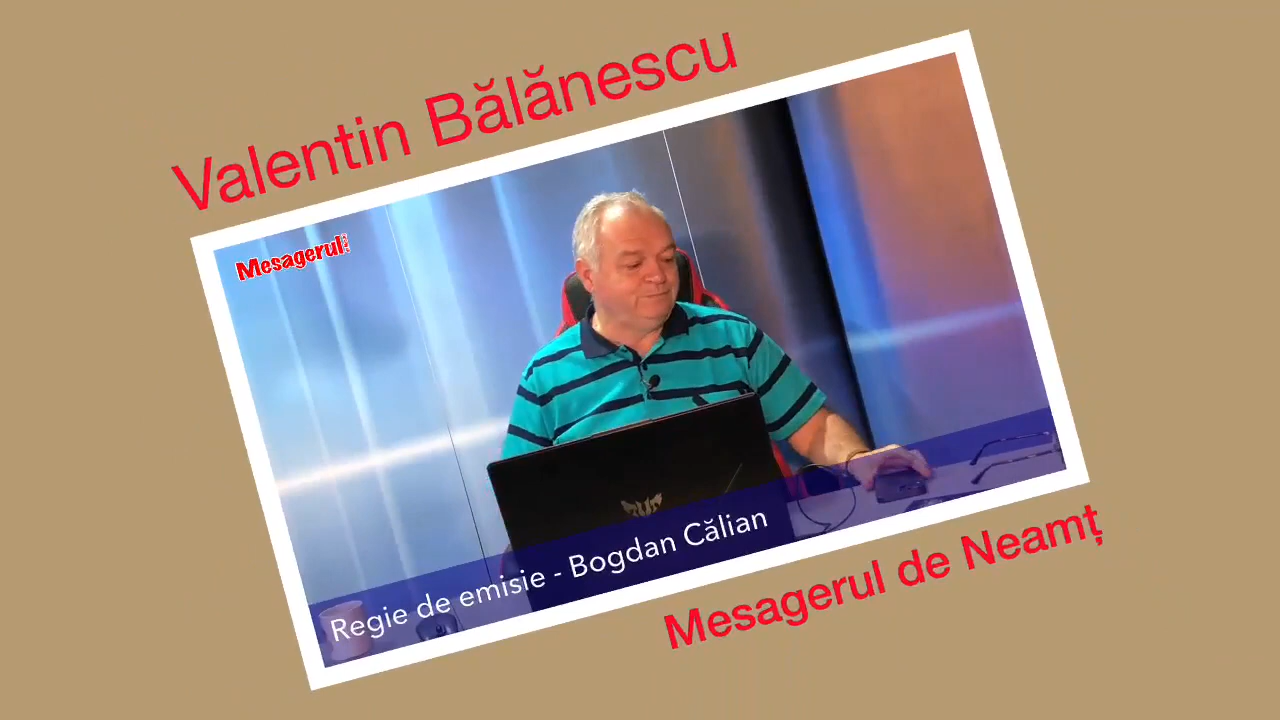 Valentin Bălănescu
Mesagerul
Regie de emisie - Bogdan Călian
Mesagerul de Neamț